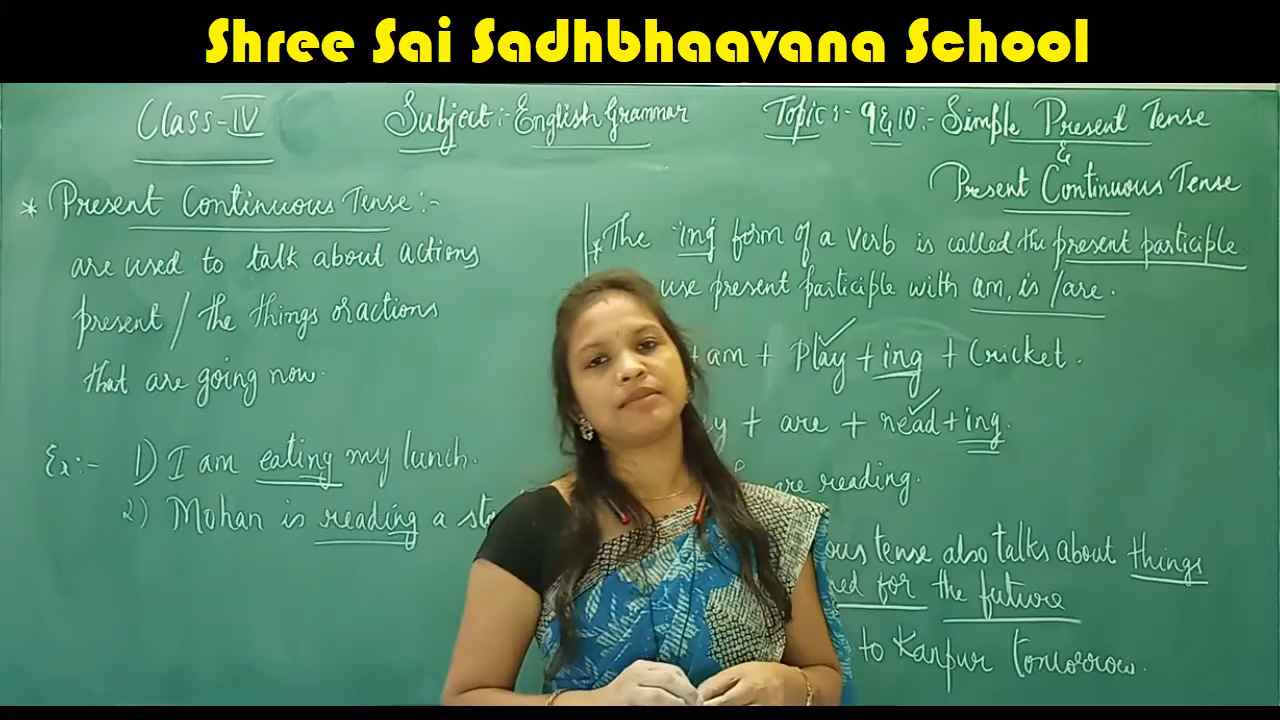 Shree Sai Sadhbhaavana School
Class-IV
Subject:- English Grammar
Topics:- 9 & 10:- Simple Present Tense
&
Present Continuous Tense
* Present Continuous Tense:-
are used to talk about actions
present / the things or actions
that are going now.
Ex:- 1) I am eating my lunch.
2) Mohan is reading a
* The ing form of a verb is called the present participle
use present participle with am, is /are.
+ am + Play + ing + Cricket.
+ are + read + ing.
are reading.
tense also talks about things
for the future
to Kanpur tomorrow.